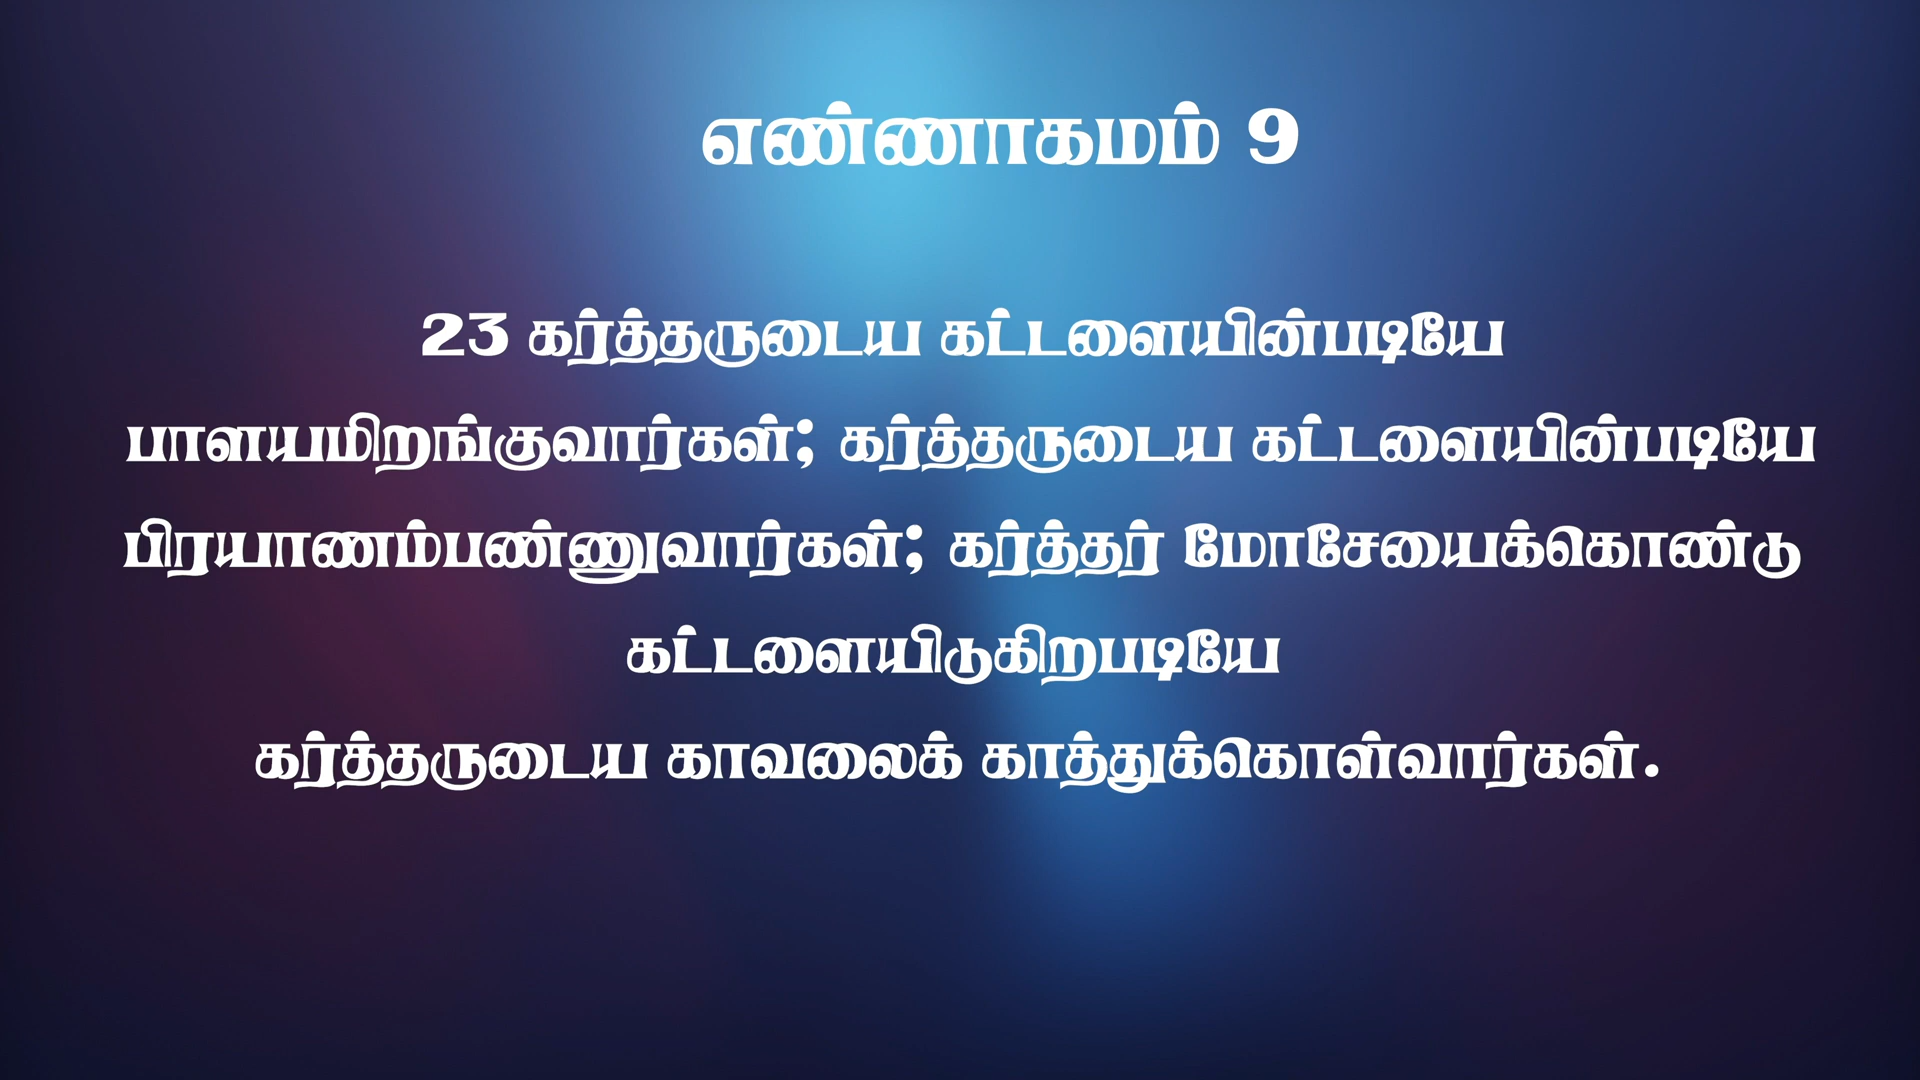 எண்ணாகமம் 9
23 கர்த்தருடைய கட்டளையின்படியே
பாளயமிறங்குவார்கள்; கர்த்தருடைய கட்டளையின்படியே
பிரயாணம்பண்ணுவார்கள்; கர்த்தர் மோசேயைக்கொண்டு
கட்டளையிடுகிறபடியே
கர்த்தருடைய காவலைக் காத்துக்கொள்வார்கள்.